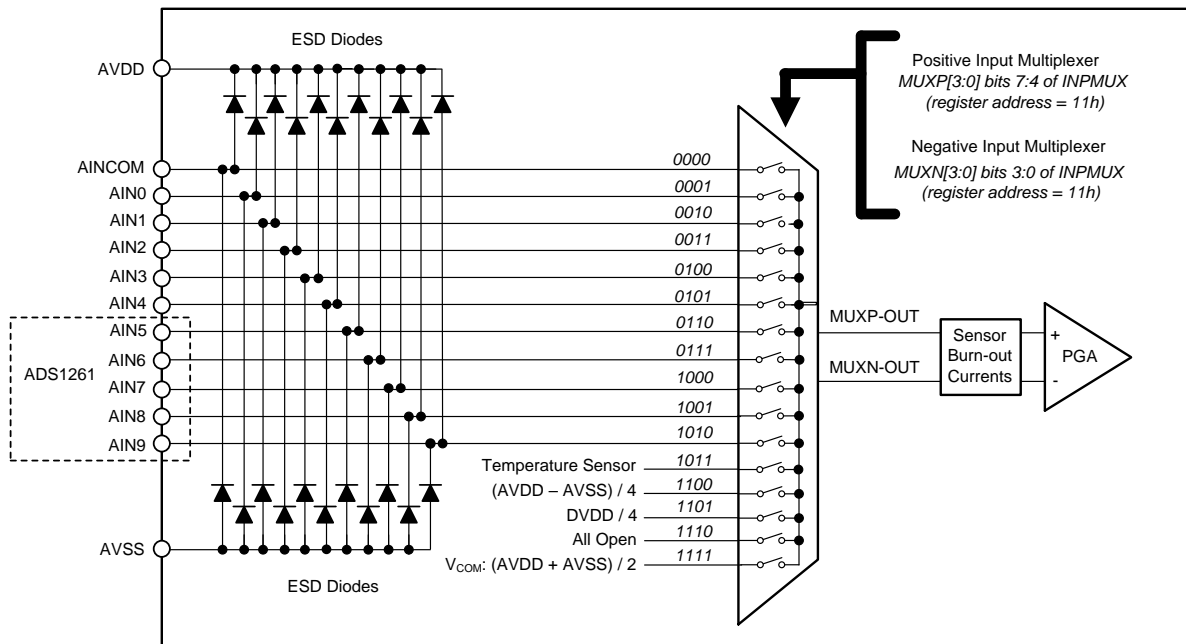 ESD Diodes
AVDD
Positive Input Multiplexer
MUXP[3:0] bits 7:4 of INPMUX
(register address = 11h)
Negative Input Multiplexer
MUXN[3:0] bits 3:0 of INPMUX
(register address = 11h)
AINCOM
0000
AIN0
0001
AIN1
0010
AIN2
0011
AIN3
0100
AIN4
0101
ADS1261
AIN5
0110
AIN6
0111
AIN7
1000
AIN8
1001
AIN9
1010
MUXP-OUT
MUXN-OUT
Sensor
Burn-out
Currents
+
PGA
-
Temperature Sensor
1011
(AVDD – AVSS) / 4
1100
DVDD / 4
1101
All Open
1110
VCOM: (AVDD + AVSS) / 2
1111
AVSS
ESD Diodes